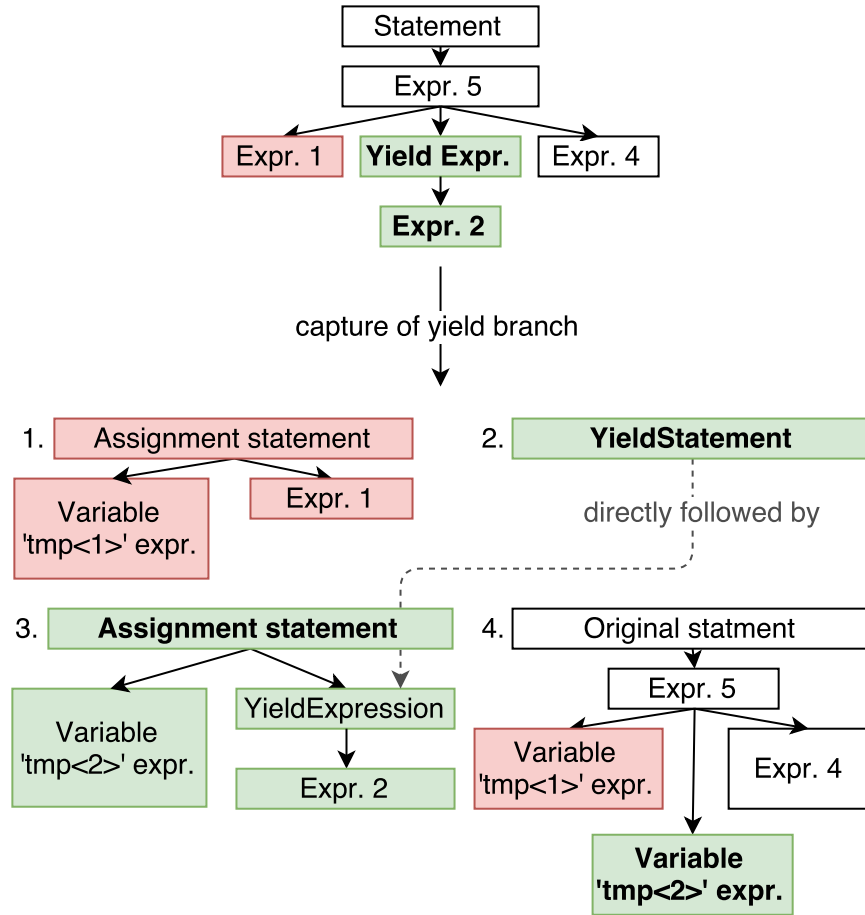 Statement
Expr. 5
Expr. 1
Yield Expr.
Expr. 4
Expr. 2
capture of yield branch
1.
Assignment statement
2.
YieldStatement
Variable
'tmp<1>' expr.
Expr. 1
directly followed by
3.
Assignment statement
4.
Original statment
Variable
'tmp<2>' expr.
YieldExpression
Expr. 2
Expr. 5
Variable
'tmp<1>' expr.
Expr. 4
Variable
'tmp<2>' expr.